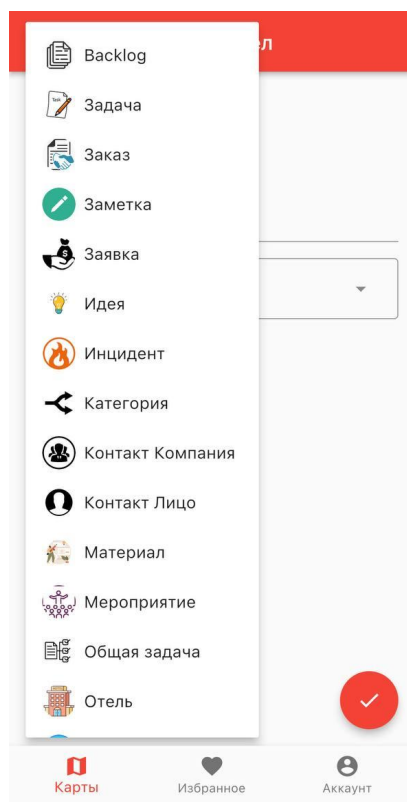 ел
Backlog
Задача
Заказ
Заметка
Заявка
Идея
Инцидент
Категория
Контакт Компания
Контакт Лицо
Материал
Мероприятие
Общая задача
Отель
Карты
Избранное
Аккаунт